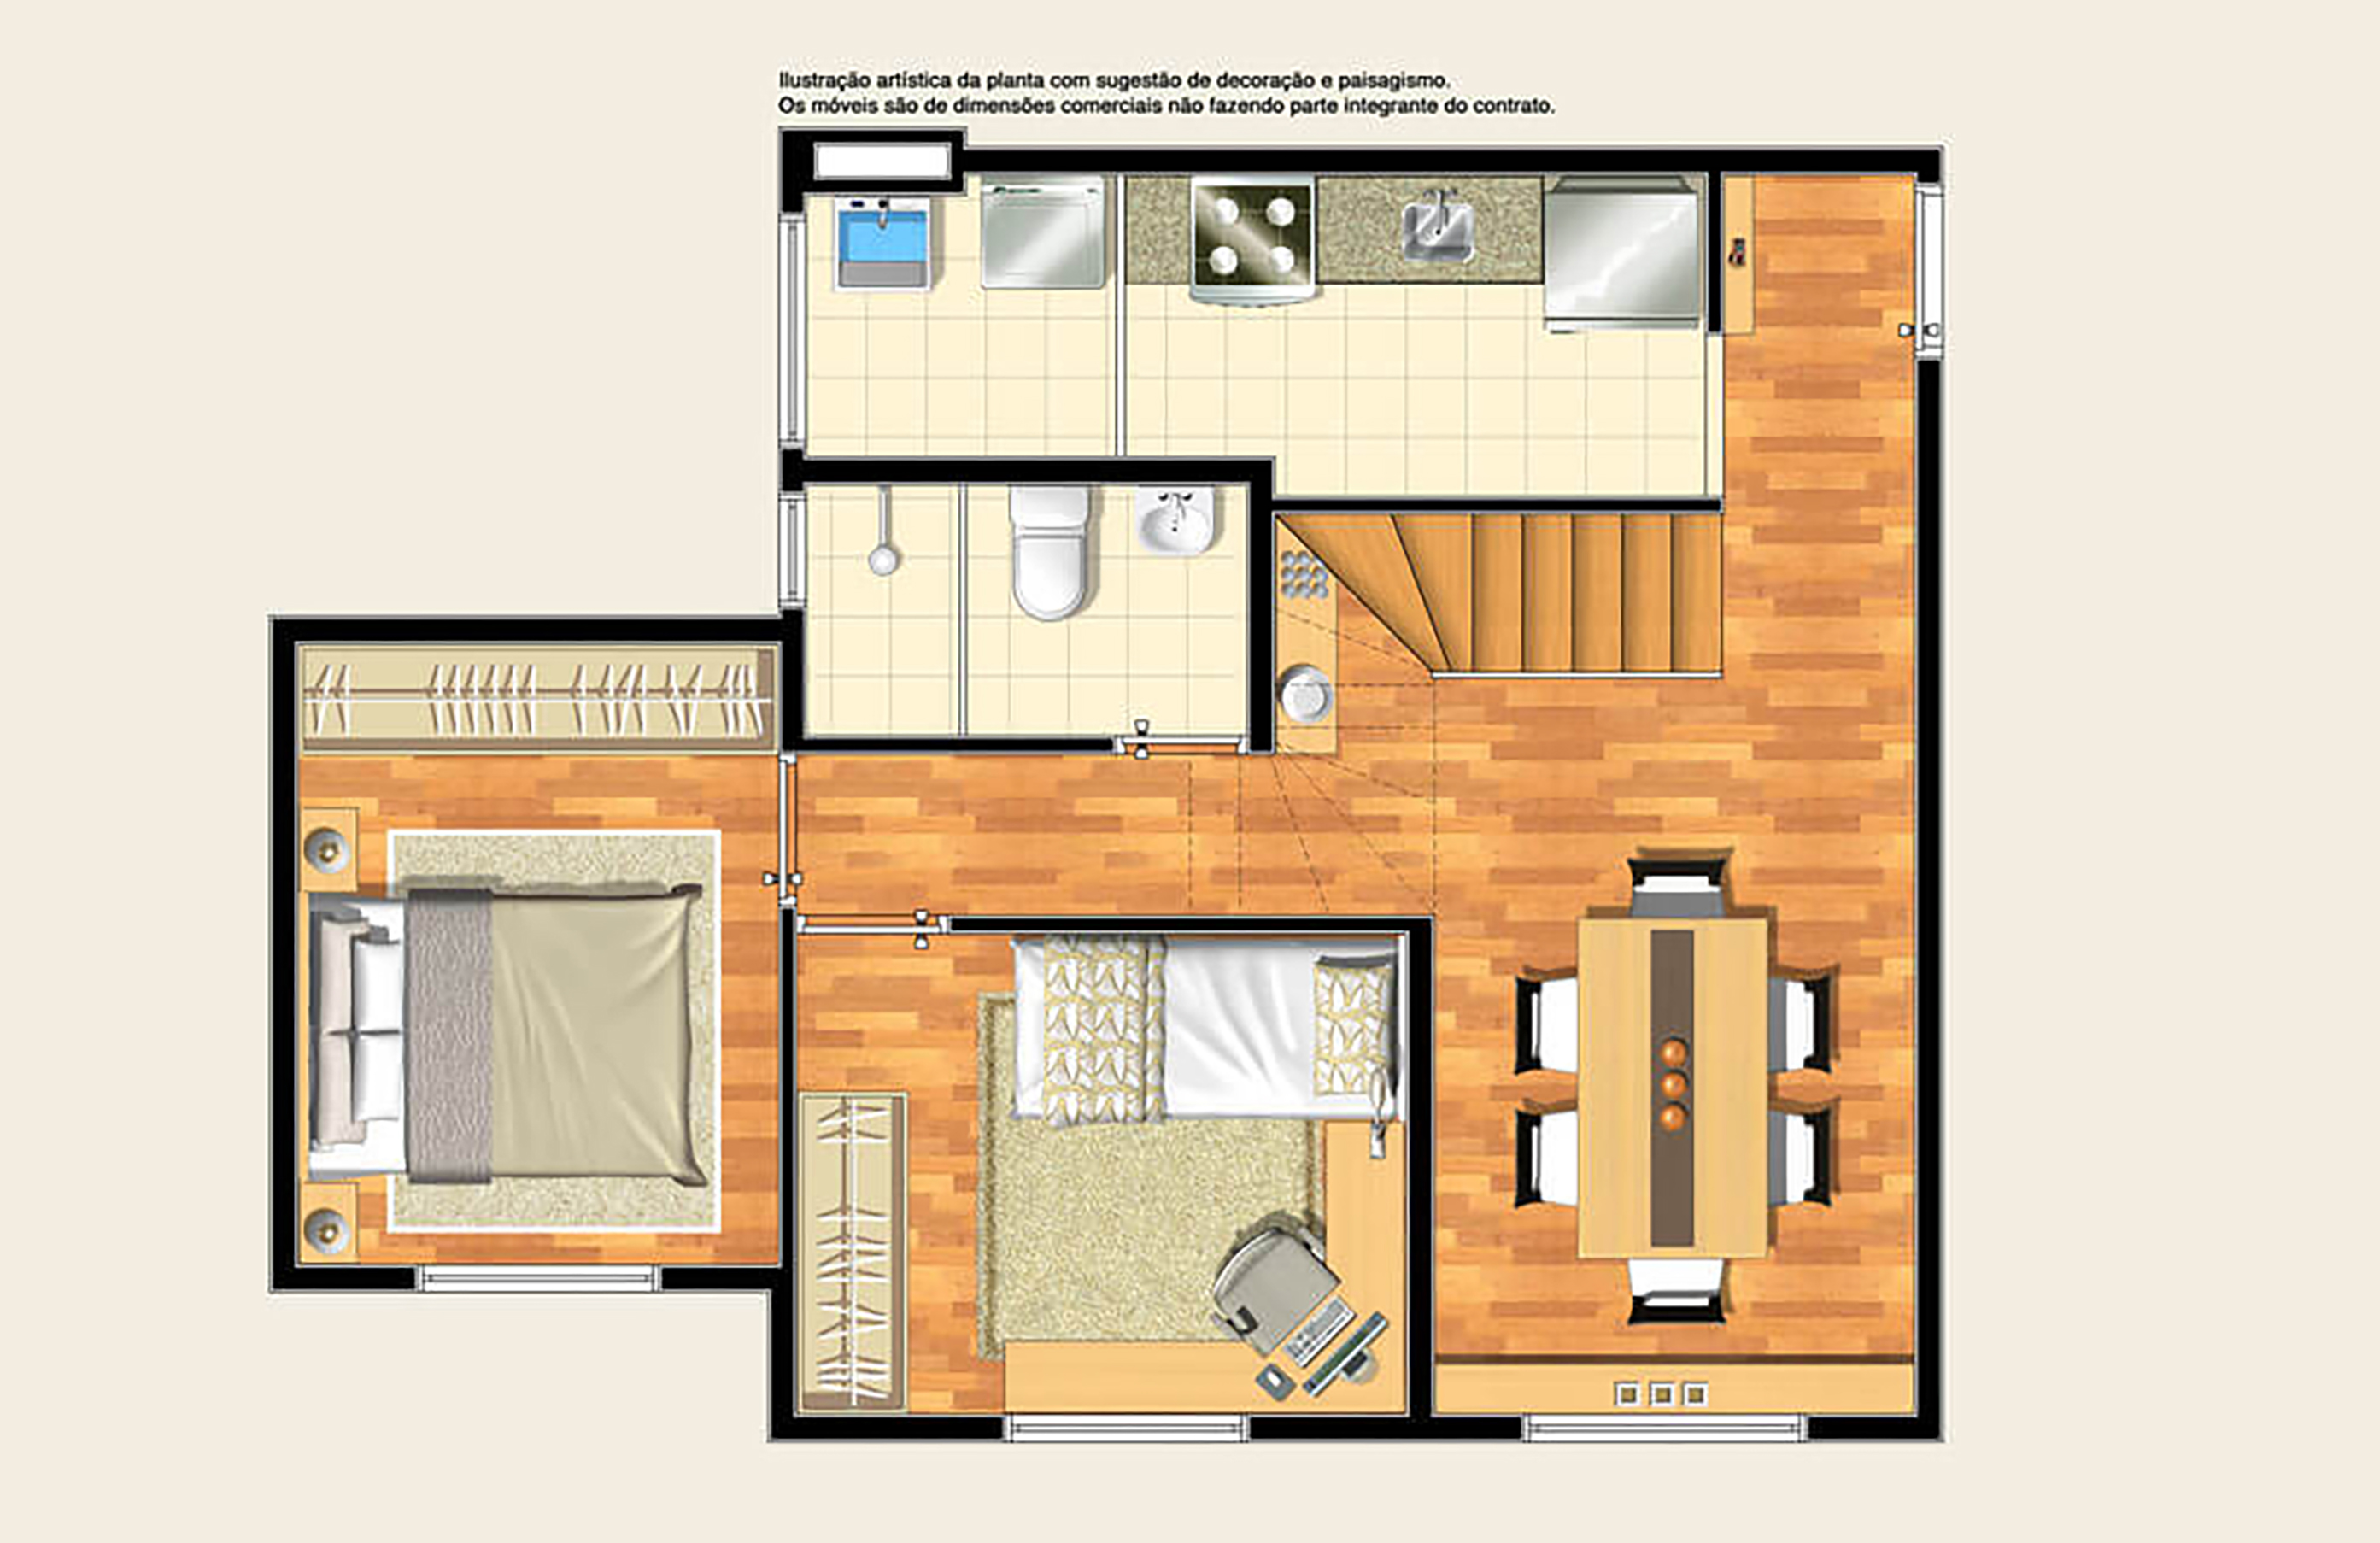 Ilustração artística da planta com sugestão de decoração e paisagismo.
Os móveis são de dimensões comerciais não fazendo parte integrante do contrato.